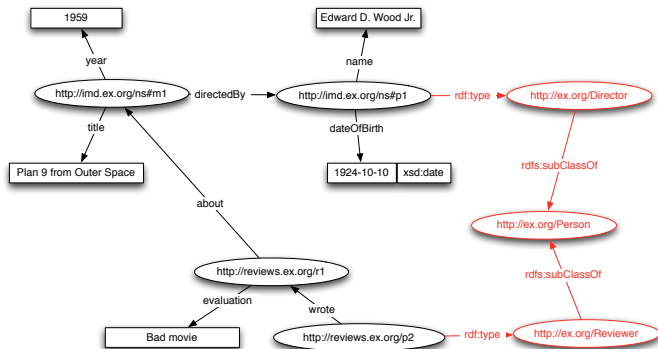 1959
Edward D. Wood Jr.
year
name
http://imd.ex.org/ns#m1
directedBy
http://imd.ex.org/ns#p1
rdf:type
http://ex.org/Director
title
dateOfBirth
Plan 9 from Outer Space
1924-10-10
xsd:date
rdfs:subClassOf
about
http://ex.org/Person
http://reviews.ex.org/r1
rdfs:subClassOf
evaluation
wrote
Bad movie
http://reviews.ex.org/p2
rdf:type
http://ex.org/Reviewer